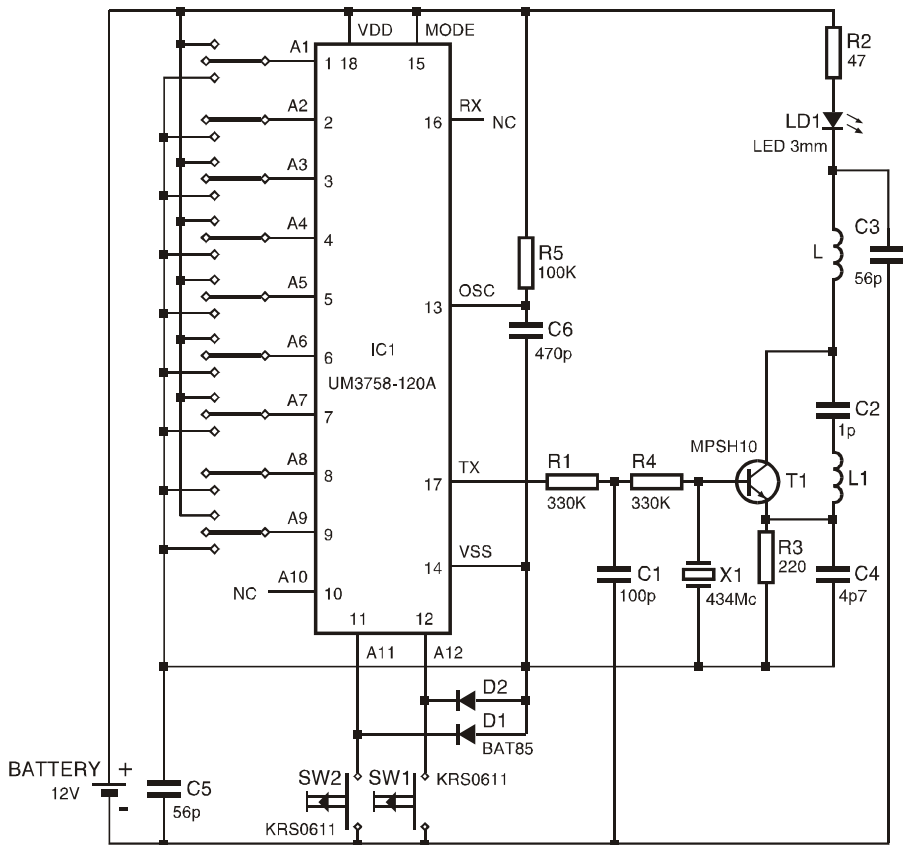 A1
1
VDD
18
MODE
15
R2
47
A2
2
RX
16
NC
LD1
LED 3mm
A3
3
A4
4
R5
100K
L
C3
56p
A5
5
OSC
13
C6
470p
A6
6
IC1
UM3758-120A
A7
7
C2
1p
MPSH10
A8
8
TX
17
R1
330K
R4
330K
T1
L1
A9
9
VSS
14
R3
220
C1
100p
X1
434Mc
C4
4p7
NC
A10
10
11
12
A11
A12
D2
D1
BAT85
BATTERY
12V
+
-
C5
56p
SW2
KRS0611
SW1
KRS0611